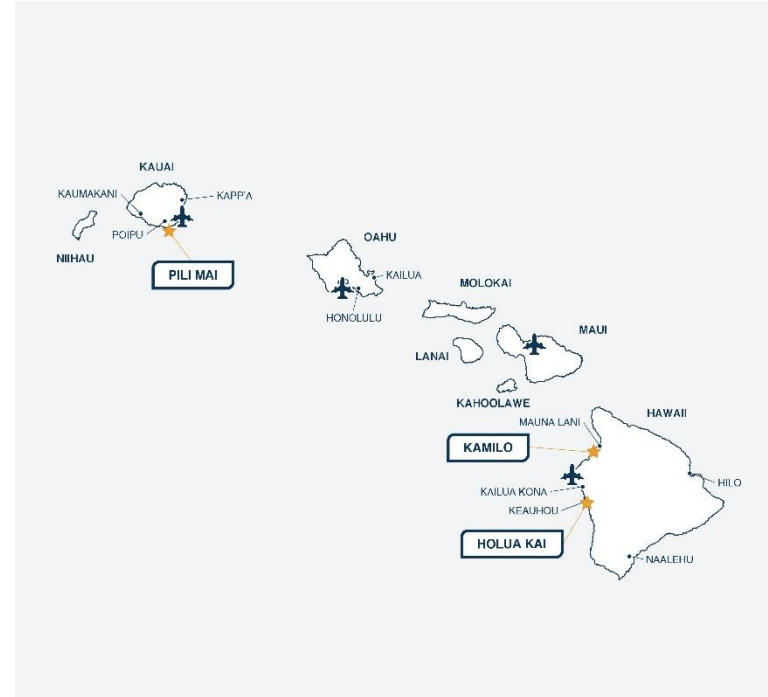 KAUAI
KAUMAKANI
KAPP'A
POIPU
NIIHAU
PILI MAI
OAHU
KAILUA
HONOLULU
MOLOKAI
MAUI
LANAI
KAHOOLAWE
HAWAII
MAUNA LANI
KAMILO
HILO
KAILUA KONA
KEAUHOU
HOLUA KAI
NAALEHU